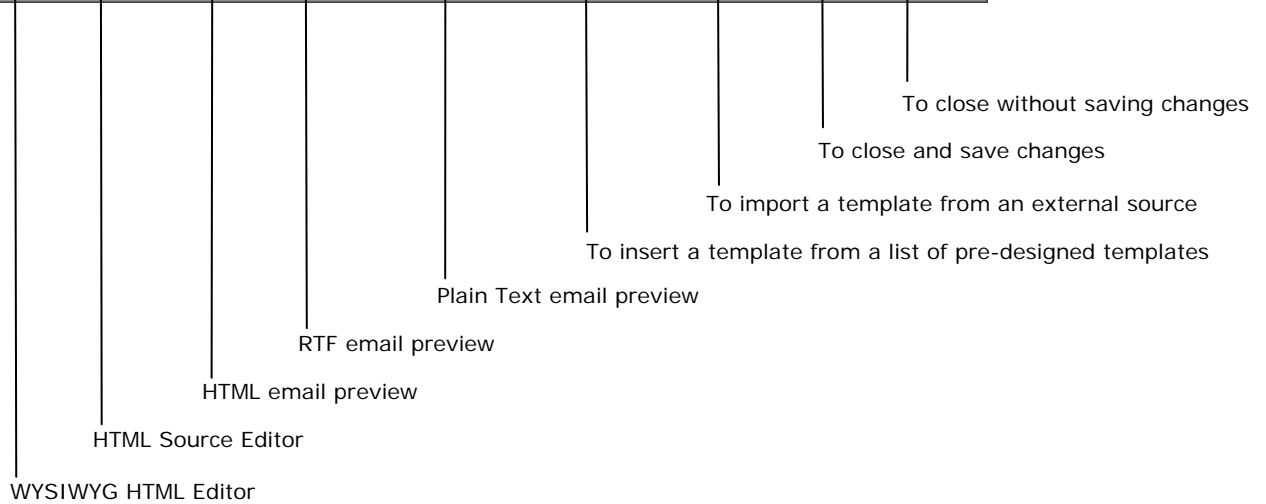 To close without saving changes
To close and save changes
To import a template from an external source
To insert a template from a list of pre-designed templates
Plain Text email preview
RTF email preview
HTML email preview
HTML Source Editor
WYSIWYG HTML Editor